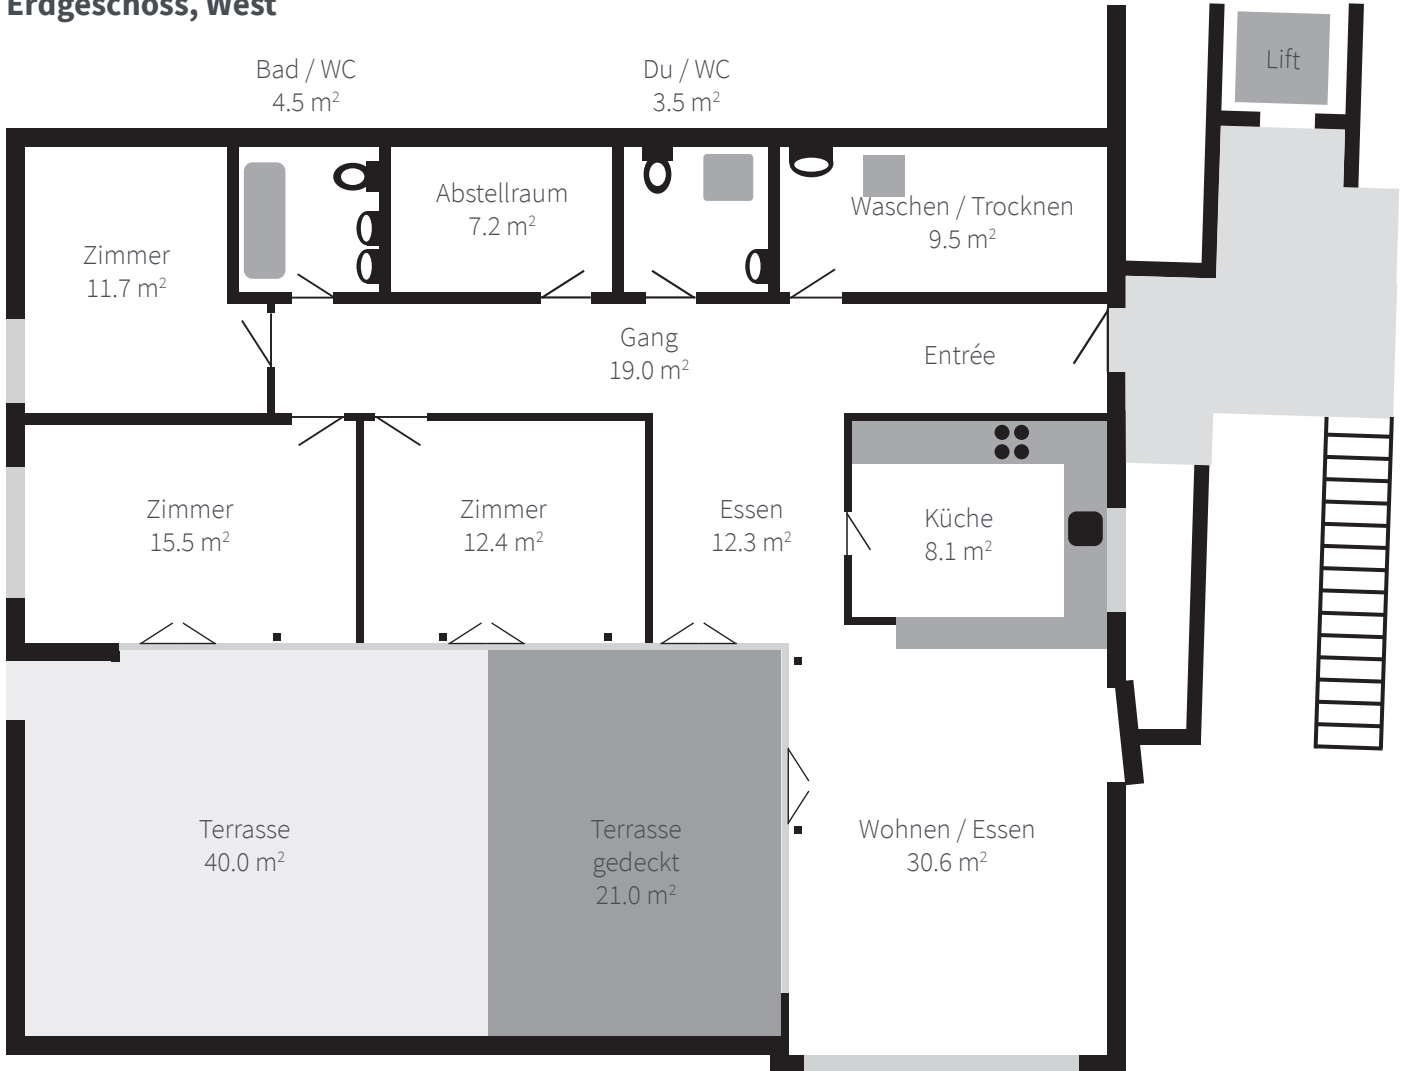 Erdgeschoss, West
Lift
Bad / WC
4.5 m²
Du / WC
3.5 m²
Abstellraum
7.2 m²
Waschen / Trocknen
9.5 m²
Zimmer
11.7 m²
Gang
19.0 m²
Entrée
Zimmer
15.5 m²
Zimmer
12.4 m²
Essen
12.3 m²
Küche
8.1 m²
Terrasse
40.0 m²
Terrasse
gedeckt
21.0 m²
Wohnen / Essen
30.6 m²